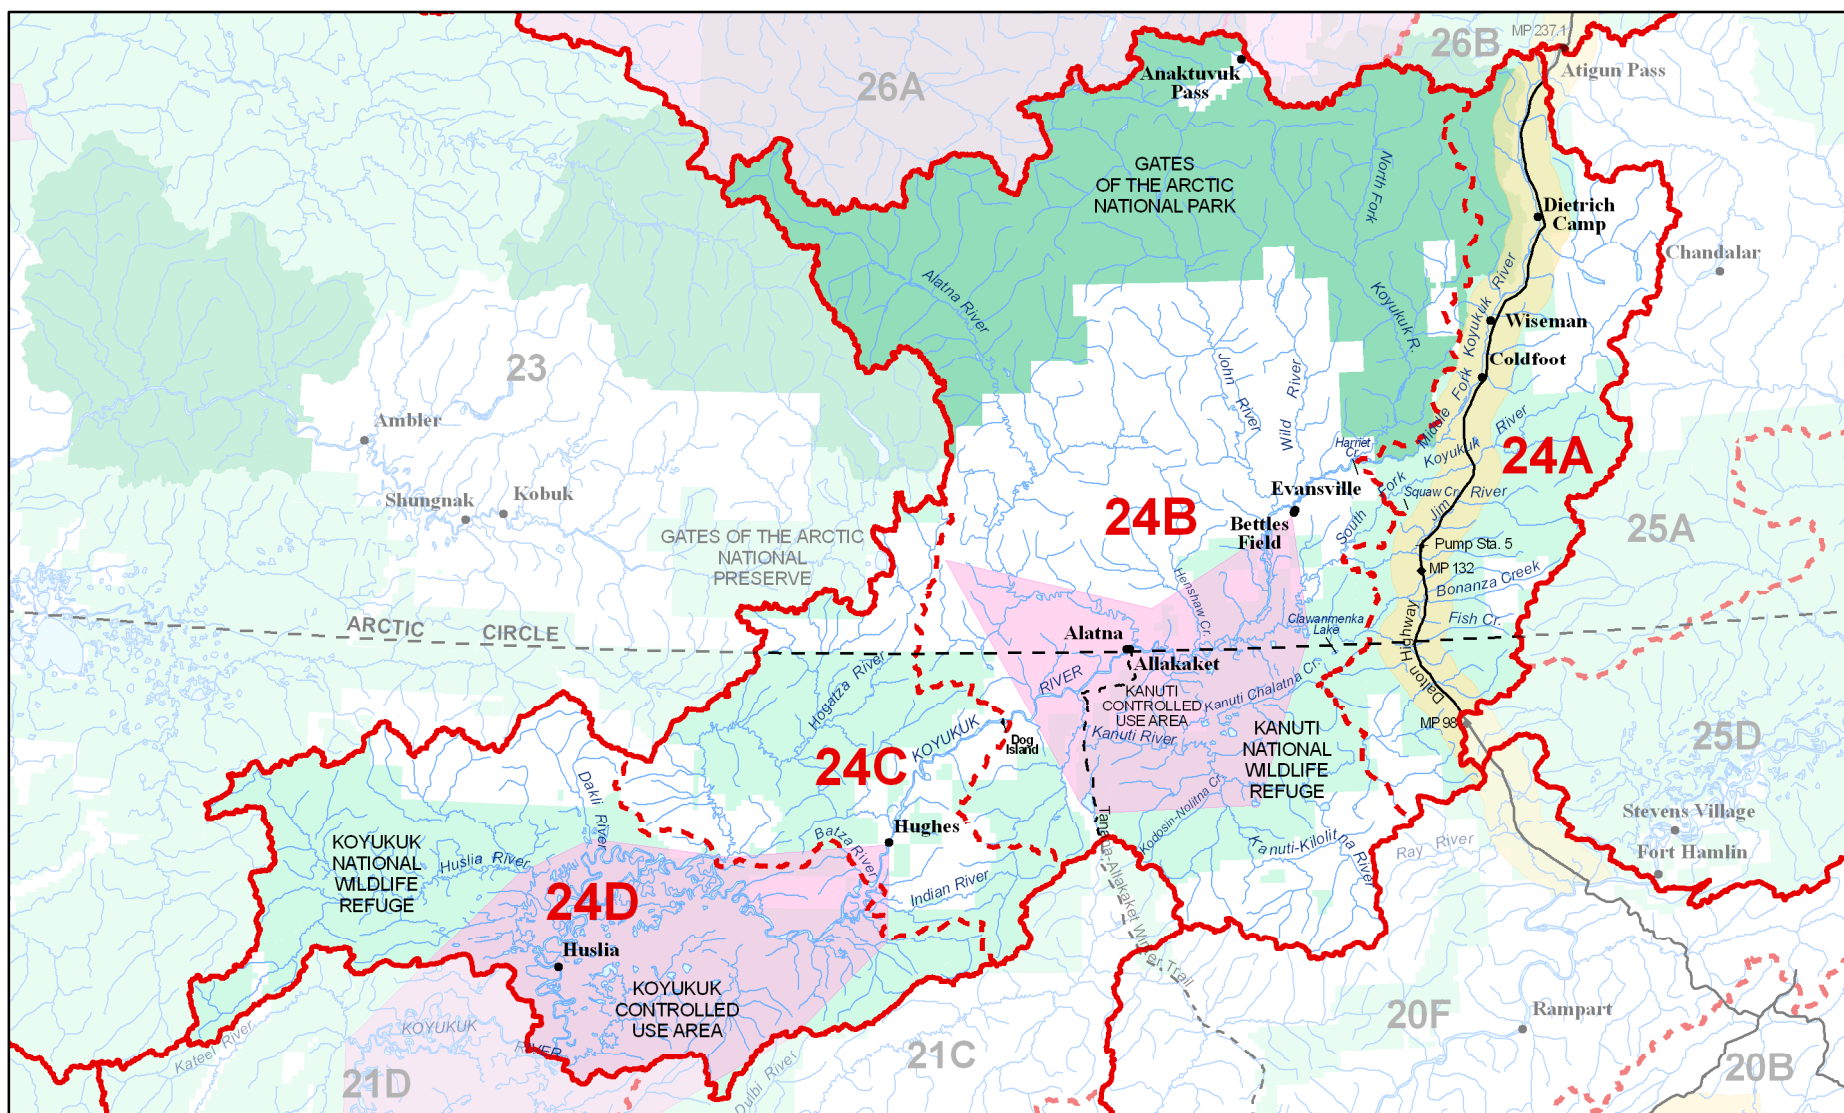 MP 237.1
26B
Atigun Pass
Anaktuvuk
Pass
26A
GATES
OF THE ARCTIC
NATIONAL PARK
North Fork
Koyukuk R.
Dietrich
Camp
Chandalar
Alatna River
Middle Fork Koyukuk River
Wiseman
Coldfoot
23
John River
Wild River
Ambler
Harriet
Cr.
South Fork Koyukuk River
24A
Shungnak
Kobuk
Evansville
Squaw Cr.
Jim River
24B
Bettles
Field
25A
GATES OF THE ARCTIC
NATIONAL
PRESERVE
Pump Sta. 5
MP 132
Bonanza Creek
Henshaw Cr.
Fish Cr.
Clawanmenka
Lake
ARCTIC CIRCLE
Alatna
Allakaket
Dalton Highway
Hogatza River
KOYUKUK RIVER
KANUTI
CONTROLLED
USE AREA
Kanuti Chalatna Cr.
Kanuti River
MP 98
Dog
Island
KANUTI
NATIONAL
WILDLIFE
REFUGE
25D
24C
Dakli River
Kodosin-Nolitna Cr.
Stevens Village
Hughes
Batza River
KOYUKUK
NATIONAL
WILDLIFE
REFUGE
Huslia River
Kanuti-Kilolitna River
Ray River
Fort Hamlin
24D
Indian River
Tanana-Allakaket Winter Trail
Huslia
KOYUKUK
CONTROLLED
USE AREA
20F
Rampart
KOYUKUK
RIVER
Kateel River
21C
21D
Dulbi River
20B